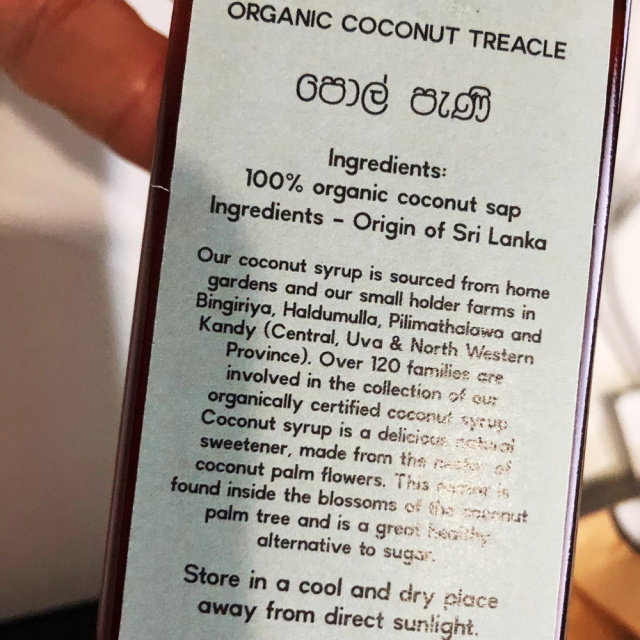 ORGANIC COCONUT TREACLE
පොල් පැණි
Ingredients:
100% organic coconut sap
Ingredients – Origin of Sri Lanka
Our coconut syrup is sourced from home
gardens and our small holder farms in
Bingiriya, Haldumulla, Pilimathalawa and
Kandy (Central, Uva & North Western
Province). Over 120 families are
involved in the collection of our
organically certified coconut syrup.
Coconut syrup is a delicious natural
sweetener, made from the nectar of
coconut palm flowers. This nectar is
found inside the blossoms of the coconut
palm tree and is a great healthy
alternative to sugar.
Store in a cool and dry place
away from direct sunlight.